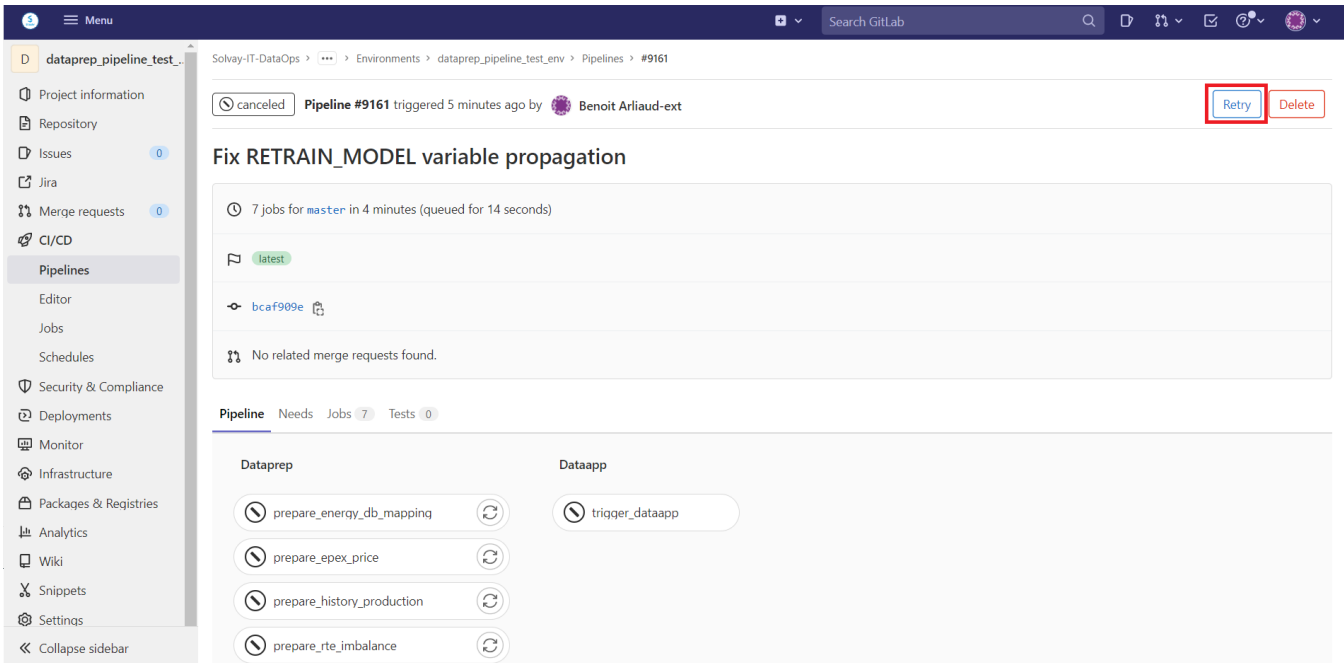 Menu
Search GitLab
D dataprep_pipeline_test_..
Project information
Repository
Issues 0
Jira
Merge requests 0
CI/CD
Pipelines
Editor
Jobs
Schedules
Security & Compliance
Deployments
Monitor
Infrastructure
Packages & Registries
Analytics
Wiki
Snippets
Settings
Collapse sidebar
Solvay-IT-DataOps > ••• > Environments > dataprep_pipeline_test_env > Pipelines > #9161
canceled Pipeline #9161 triggered 5 minutes ago by Benoit Arliaud-ext
Retry Delete
Fix RETRAIN_MODEL variable propagation
7 jobs for master in 4 minutes (queued for 14 seconds)
latest
bcaf909e
No related merge requests found.
Pipeline Needs Jobs 7 Tests 0
Dataprep Dataapp
prepare_energy_db_mapping trigger_dataapp
prepare_epex_price
prepare_history_production
prepare_rte_imbalance